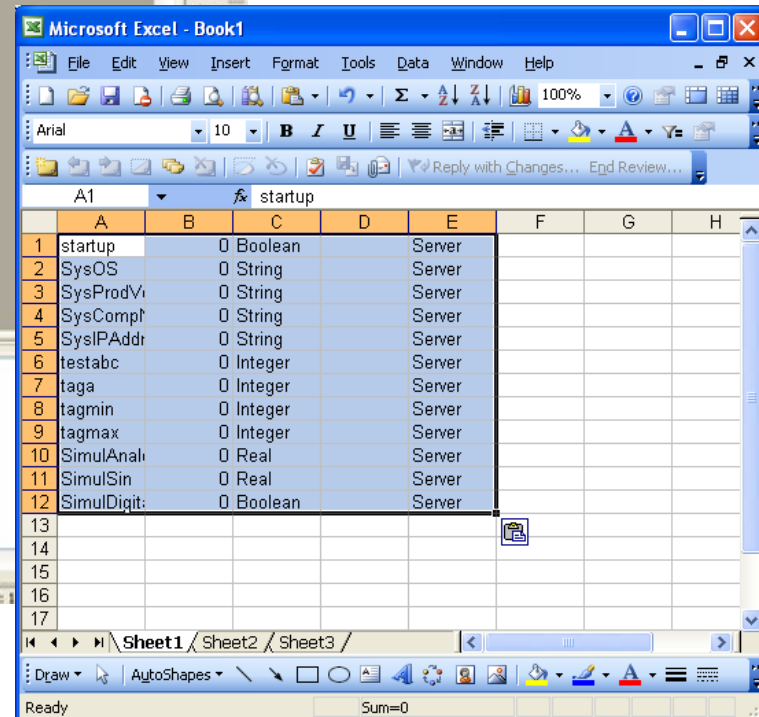 Microsoft Excel - Book1
File Edit View Insert Format Tools Data Window Help
100%
Arial 10 B I U A
Reply with Changes... End Review...
A1 fx startup
A B C D E F G H
1 startup 0 Boolean Server
2 SysOS 0 String Server
3 SysProdV 0 String Server
4 SysComp 0 String Server
5 SysIPAddr 0 String Server
6 testabc 0 Integer Server
7 taga 0 Integer Server
8 tagmin 0 Integer Server
9 tagmax 0 Integer Server
10 SimulAnal 0 Real Server
11 SimulSin 0 Real Server
12 SimulDigit 0 Boolean Server
13
14
15
16
17
Sheet1 / Sheet2 / Sheet3 /
Draw AutoShapes A A
Ready Sum=0